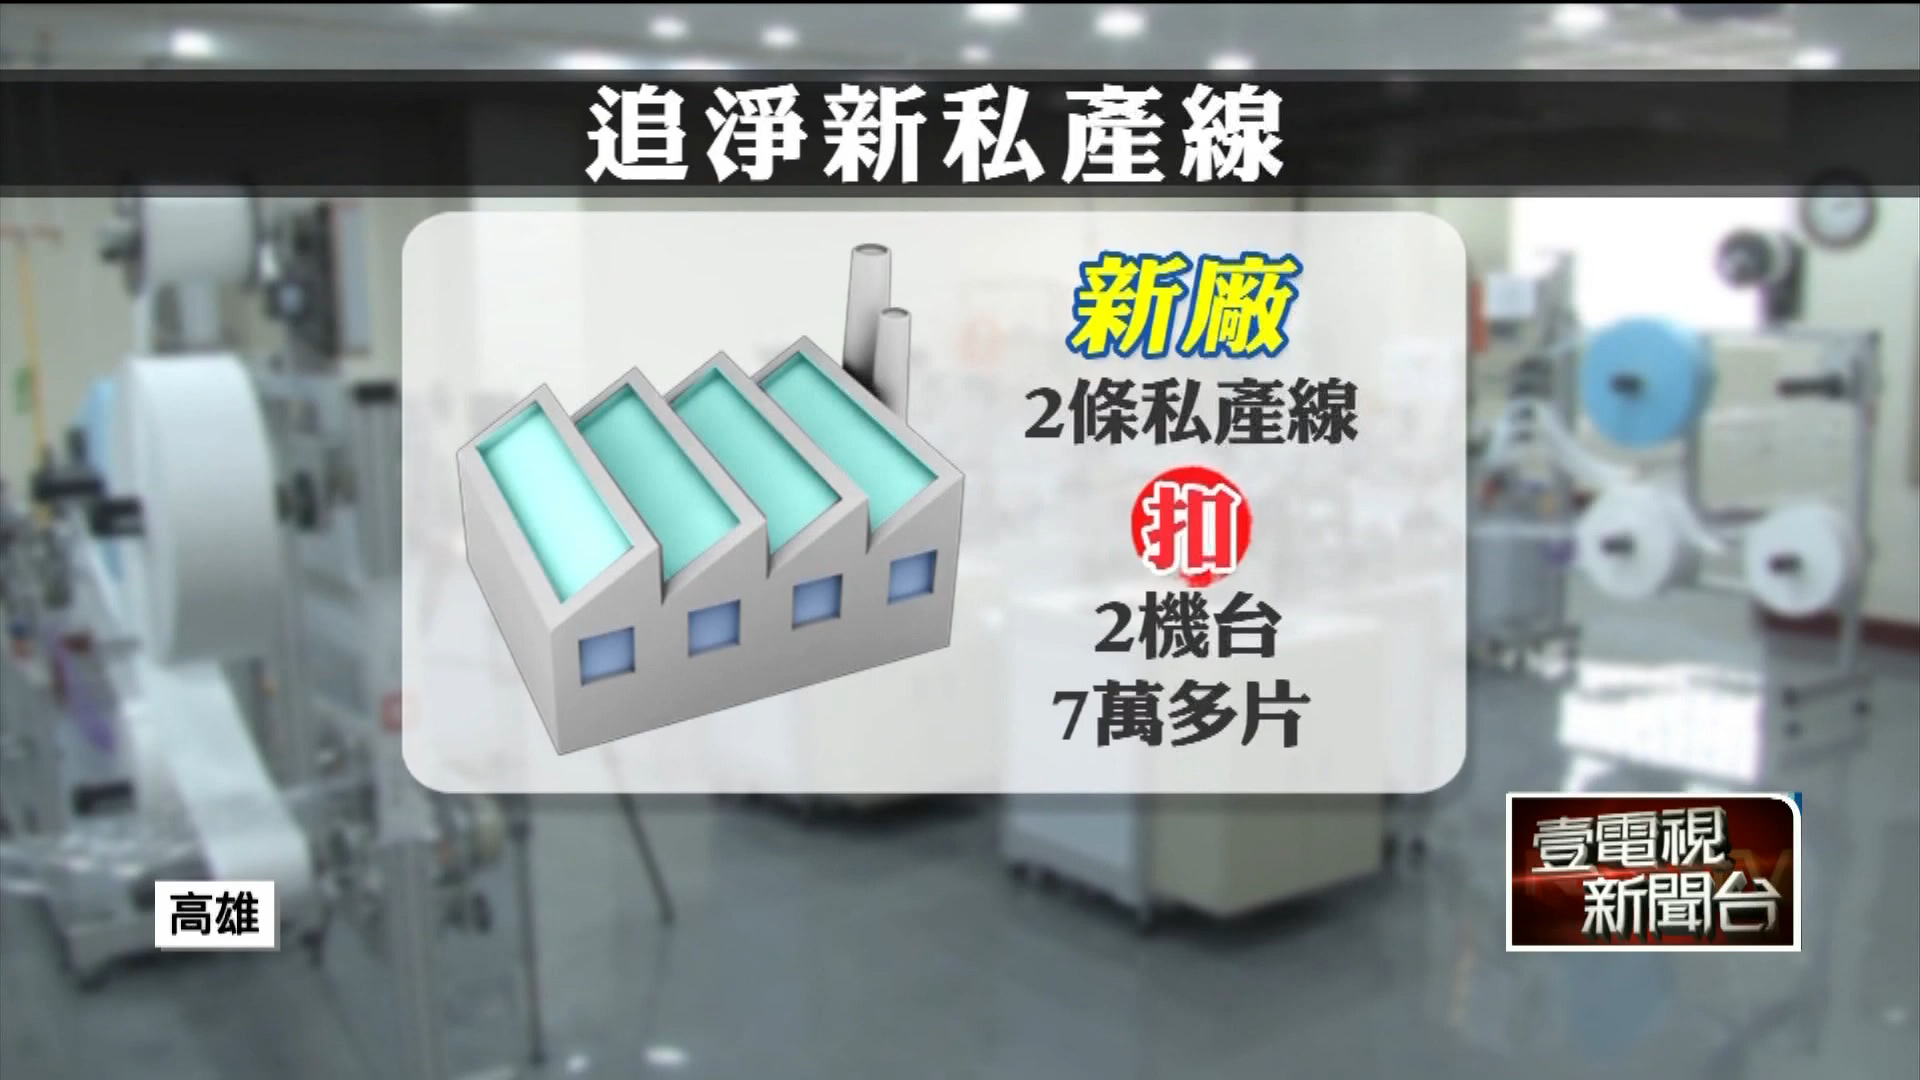 追淨新私產線
新廠
2條私產線
扣
2機台
7萬多片
高雄
壹電視
新聞台